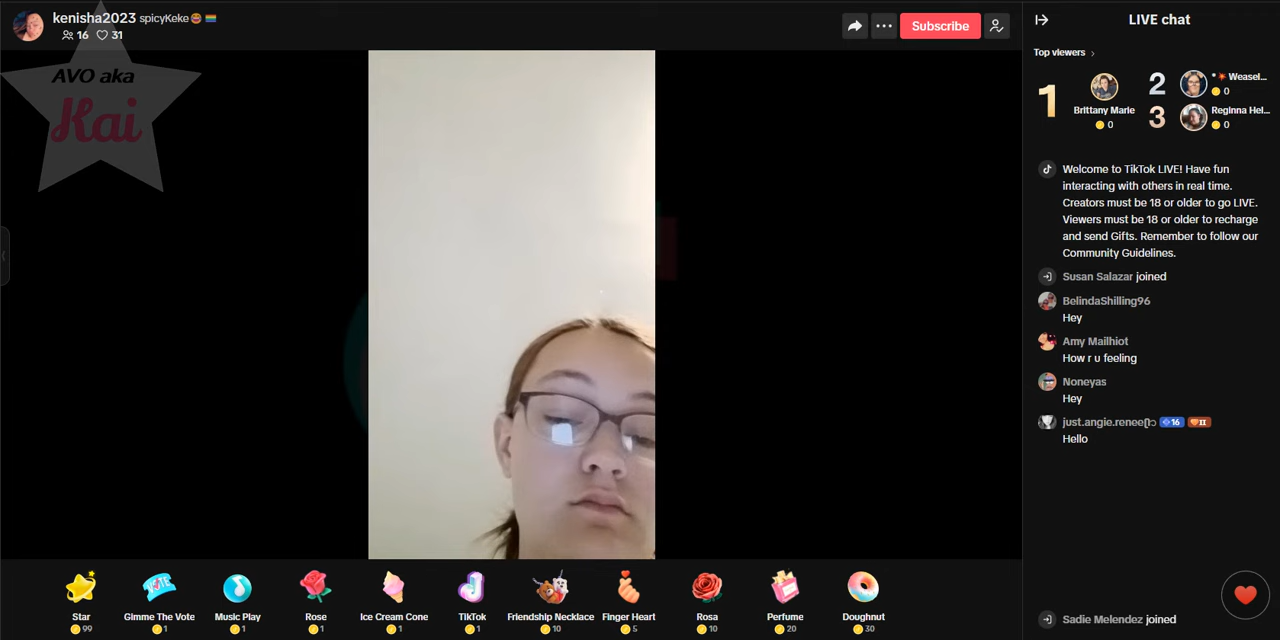 kenisha2023 spicyKeke
16 31
Subscribe
AVO aka
Kai
LIVE chat
Top viewers
1
Brittany Marie
0
2
Weasel...
0
3
Reginna Hel...
0
Welcome to TikTok LIVE! Have fun
interacting with others in real time.
Creators must be 18 or older to go LIVE.
Viewers must be 18 or older to recharge
and send Gifts. Remember to follow our
Community Guidelines.
Susan Salazar joined
BelindaShilling96
Hey
Amy Mailhiot
How r u feeling
Noneyas
Hey
just.angie.renee 16 II
Hello
Sadie Melendez joined
Star
99
VOTE
Gimme The Vote
1
Music Play
1
Rose
1
Ice Cream Cone
1
TikTok
1
Friendship Necklace
10
Finger Heart
5
Rosa
10
Perfume
20
Doughnut
30